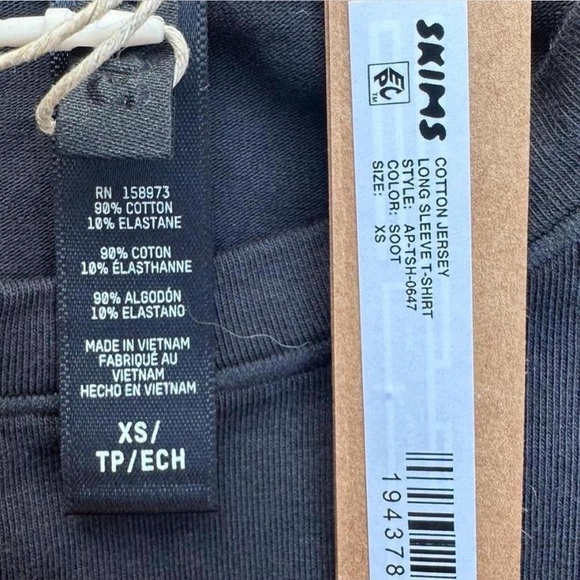 RN 158973
90% COTTON
10% ELASTANE
90% COTON
10% ÉLASTHANNE
90% ALGODÓN
10% ELASTANO
MADE IN VIETNAM
FABRIQUÉ AU
VIETNAM
HECHO EN VIETNAM
XS/
TP/ECH
SKIMS
COTTON JERSEY
LONG SLEEVE T-SHIRT
STYLE: AP-TSH-0647
COLOR: SOOT
SIZE: XS
194378